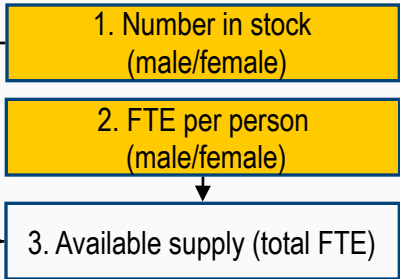 1. Number in stock
(male/female)
2. FTE per person
(male/female)
3. Available supply (total FTE)